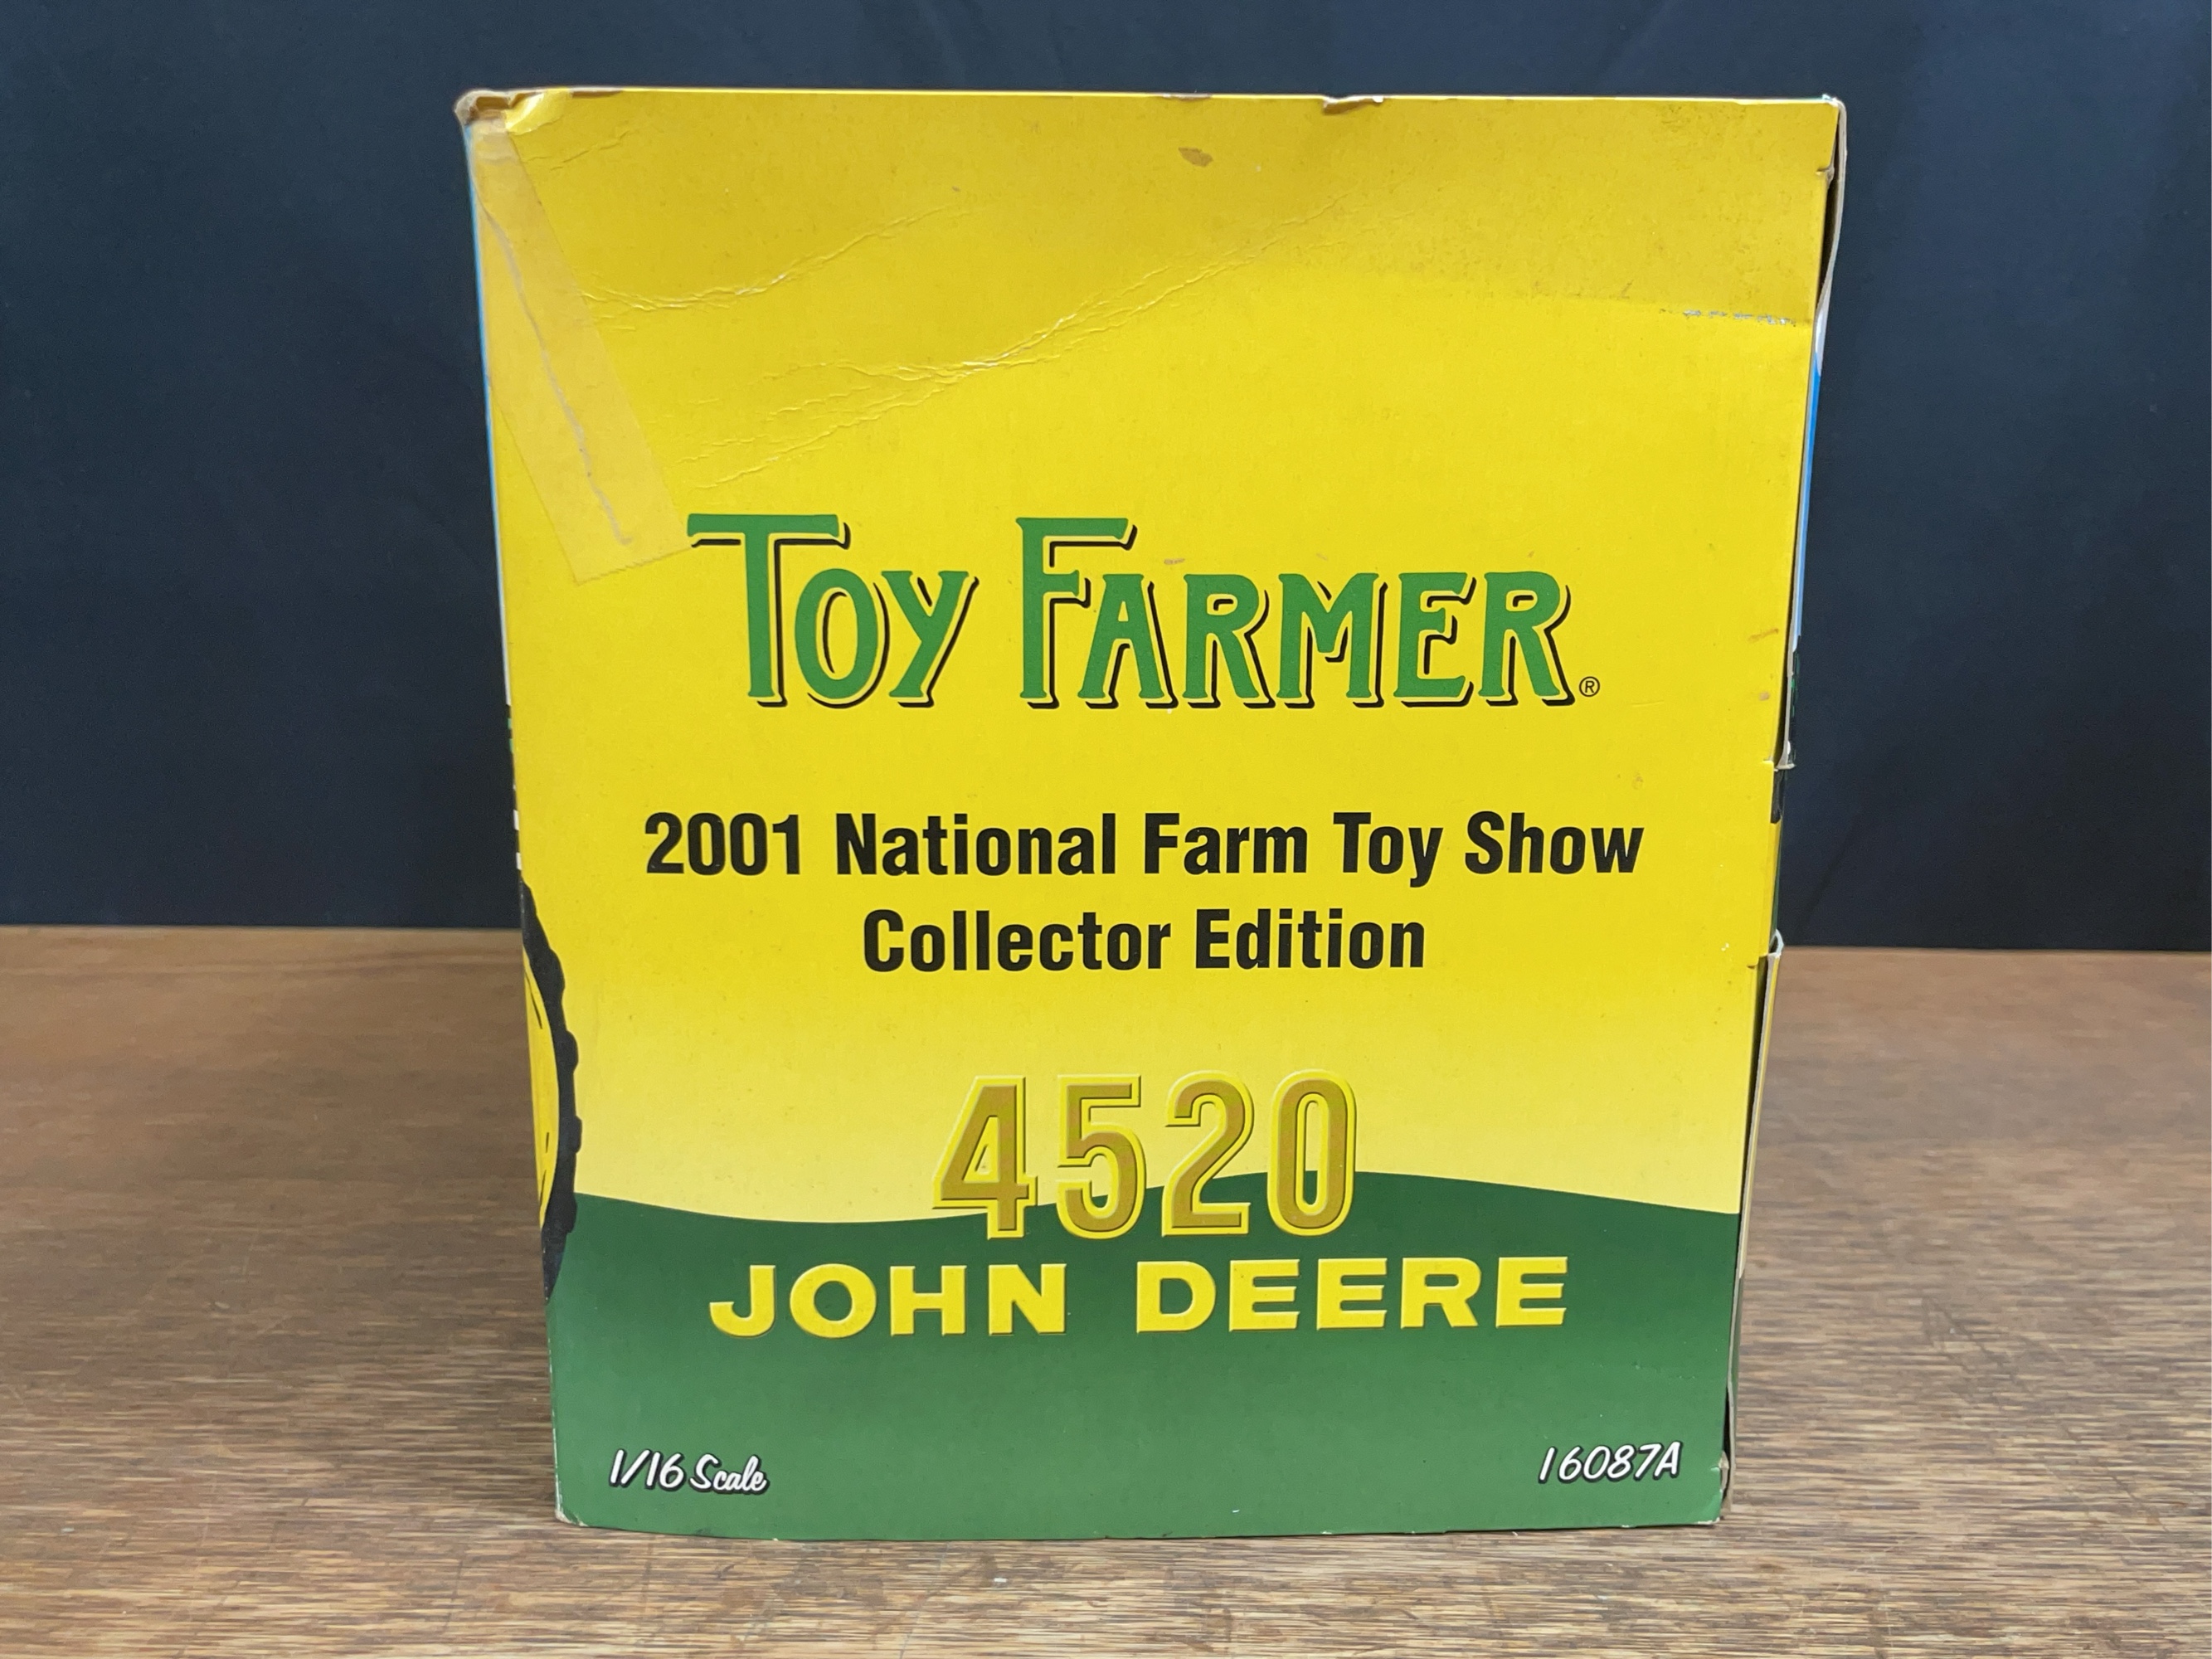 TOY FARMER®
2001 National Farm Toy Show
Collector Edition
4520
JOHN DEERE
1/16 Scale
16087A